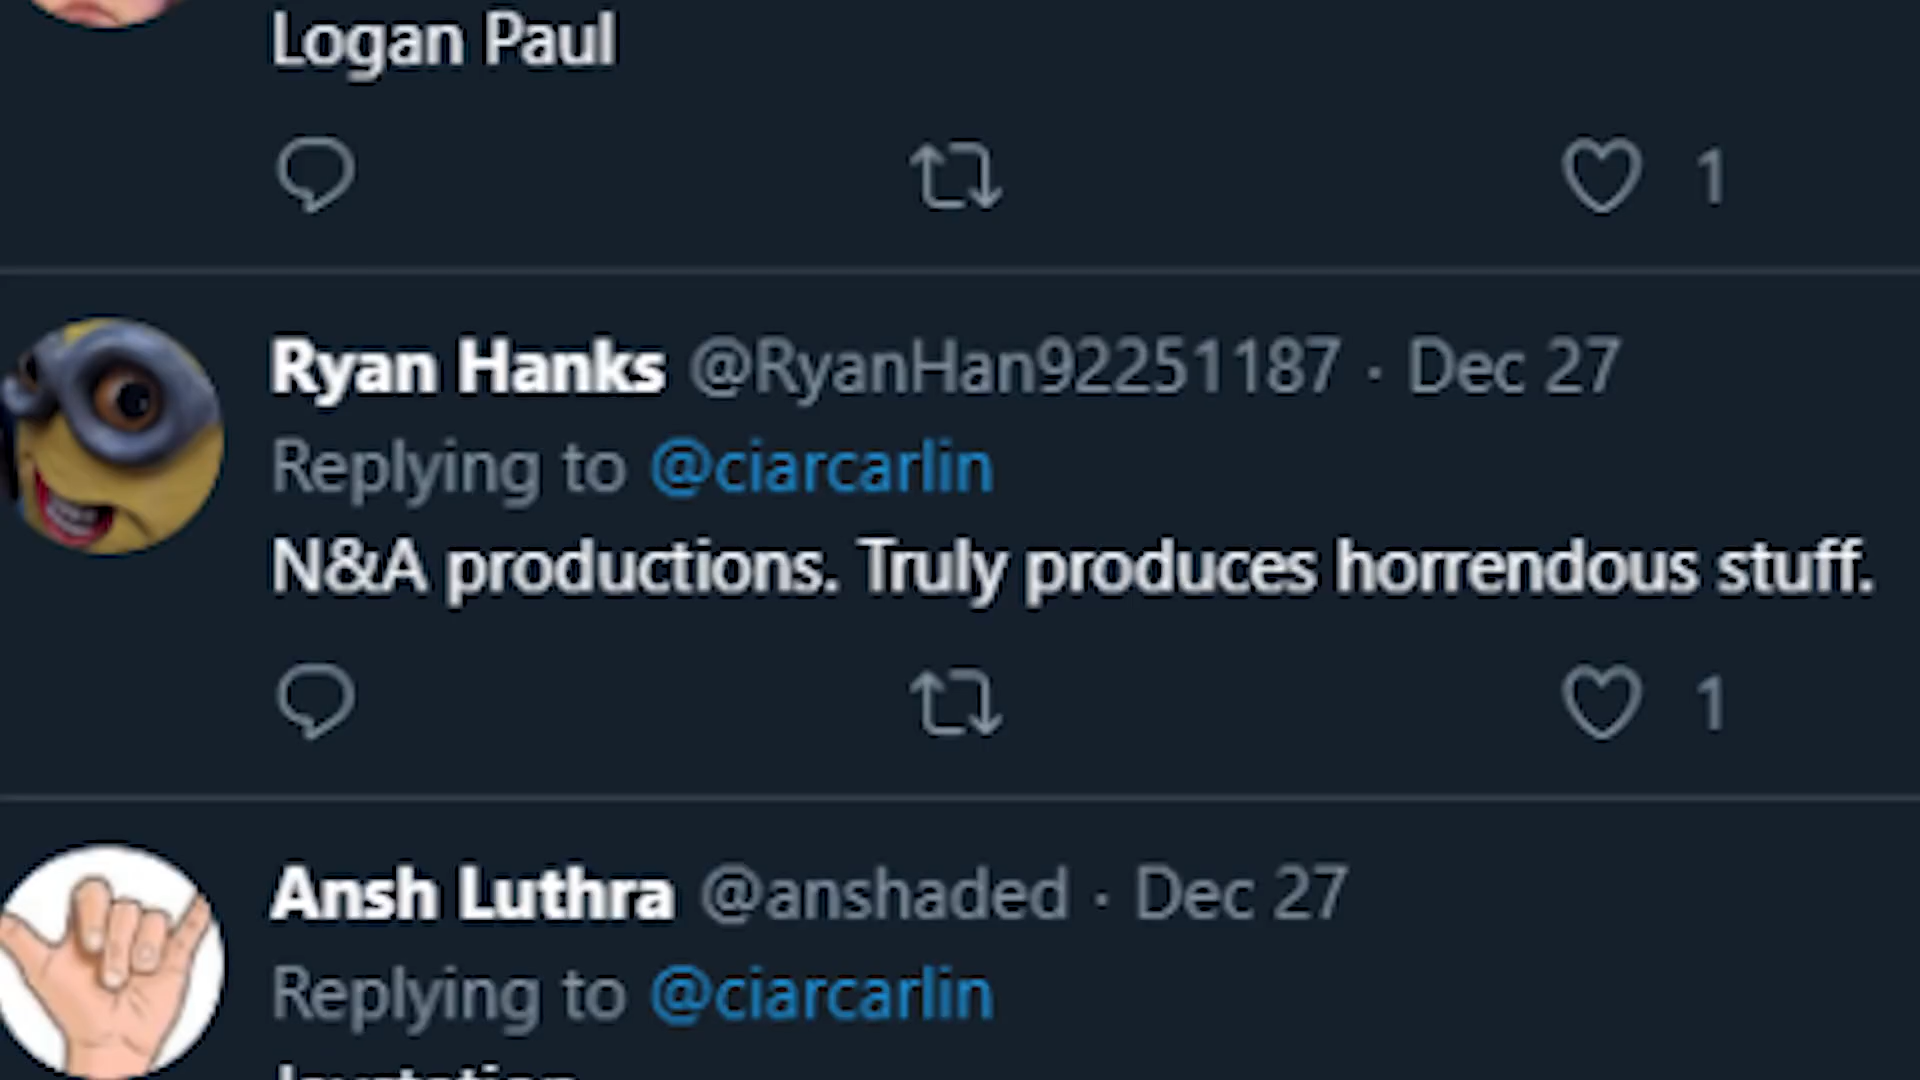 Logan Paul
1
Ryan Hanks @RyanHan92251187 · Dec 27
Replying to @ciarcarlin
N&A productions. Truly produces horrendous stuff.
1
Ansh Luthra @anshaded · Dec 27
Replying to @ciarcarlin